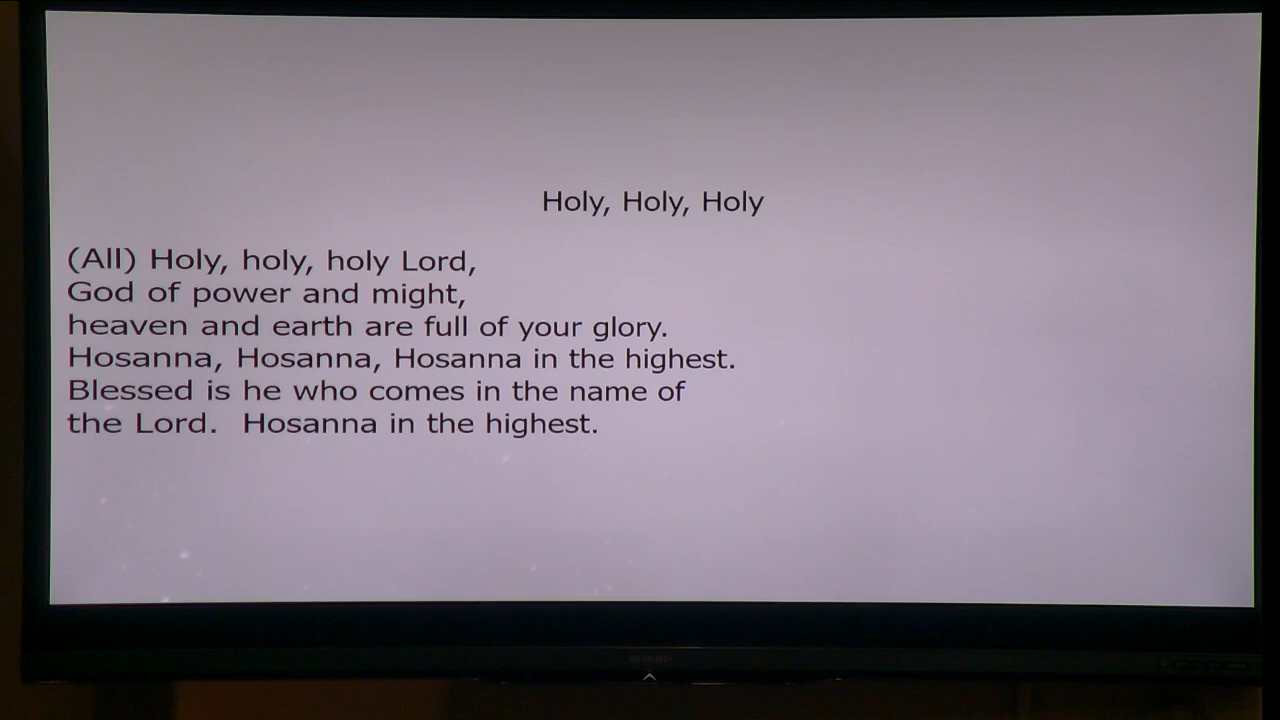 Holy, Holy, Holy
(All) Holy, holy, holy Lord,
God of power and might,
heaven and earth are full of your glory.
Hosanna, Hosanna, Hosanna in the highest.
Blessed is he who comes in the name of
the Lord.  Hosanna in the highest.
SHARP